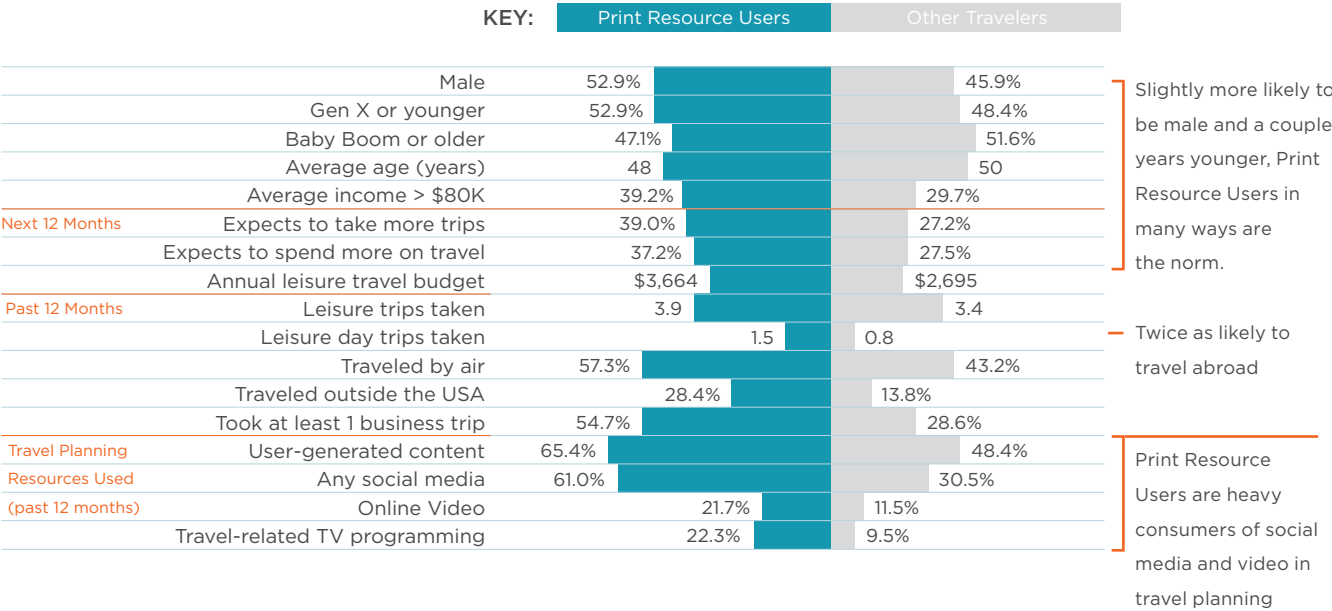 KEY: Print Resource Users Other Travelers
Male 52.9% 45.9%
Gen X or younger 52.9% 48.4%
Baby Boom or older 47.1% 51.6%
Average age (years) 48 50
Average income > $80K 39.2% 29.7%
Next 12 Months Expects to take more trips 39.0% 27.2%
Expects to spend more on travel 37.2% 27.5%
Annual leisure travel budget $3,664 $2,695
Past 12 Months Leisure trips taken 3.9 3.4
Leisure day trips taken 1.5 0.8
Traveled by air 57.3% 43.2%
Traveled outside the USA 28.4% 13.8%
Took at least 1 business trip 54.7% 28.6%
Travel Planning User-generated content 65.4% 48.4%
Resources Used Any social media 61.0% 30.5%
(past 12 months) Online Video 21.7% 11.5%
Travel-related TV programming 22.3% 9.5%
Slightly more likely to
be male and a couple
years younger, Print
Resource Users in
many ways are
the norm.
Twice as likely to
travel abroad
Print Resource
Users are heavy
consumers of social
media and video in
travel planning